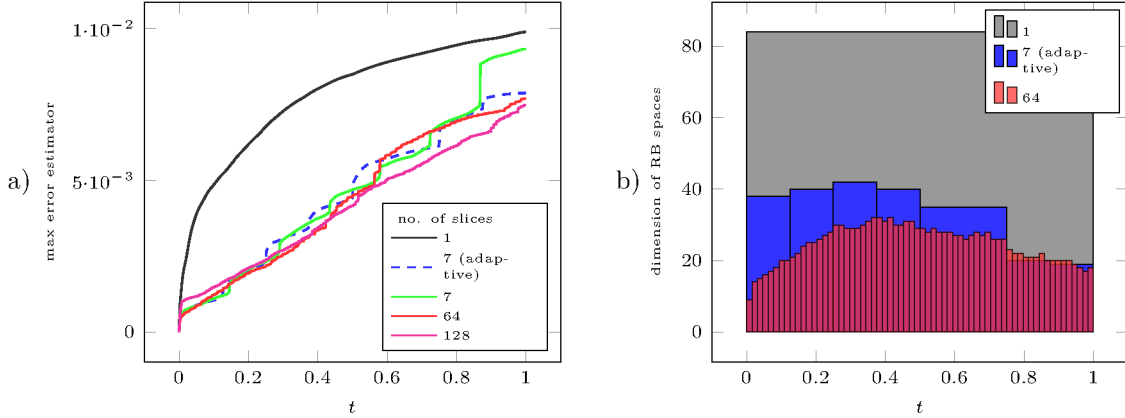 a)
max error estimator
1·10⁻²
5·10⁻³
0
0 0.2 0.4 0.6 0.8 1
t
no. of slices
1
7 (adap-
tive)
7
64
128
b)
dimension of RB spaces
80
60
40
20
0
0 0.2 0.4 0.6 0.8 1
t
1
7 (adap-
tive)
64